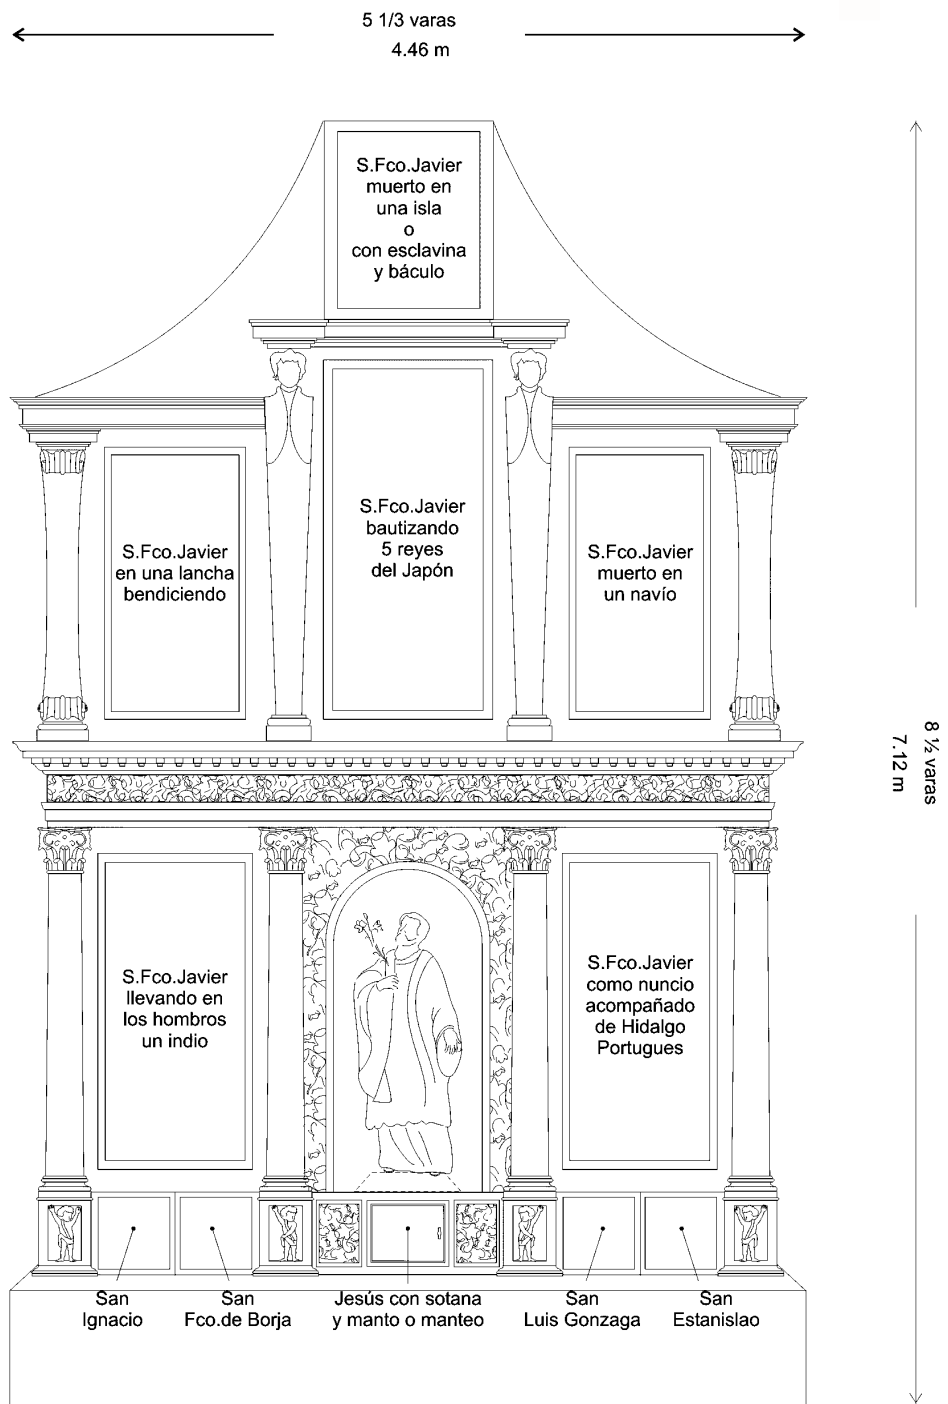 5 1/3 varas
4.46 m
S.Fco.Javier
muerto en
una isla
o
con esclavina
y báculo
S.Fco.Javier
en una lancha
bendiciendo
S.Fco.Javier
bautizando
5 reyes
del Japón
S.Fco.Javier
muerto en
un navío
8 ½ varas
7.12 m
S.Fco.Javier
llevando en
los hombros
un indio
S.Fco.Javier
como nuncio
acompañado
de Hidalgo
Portugues
San
Ignacio
San
Fco.de Borja
Jesús con sotana
y manto o manteo
San
Luis Gonzaga
San
Estanislao